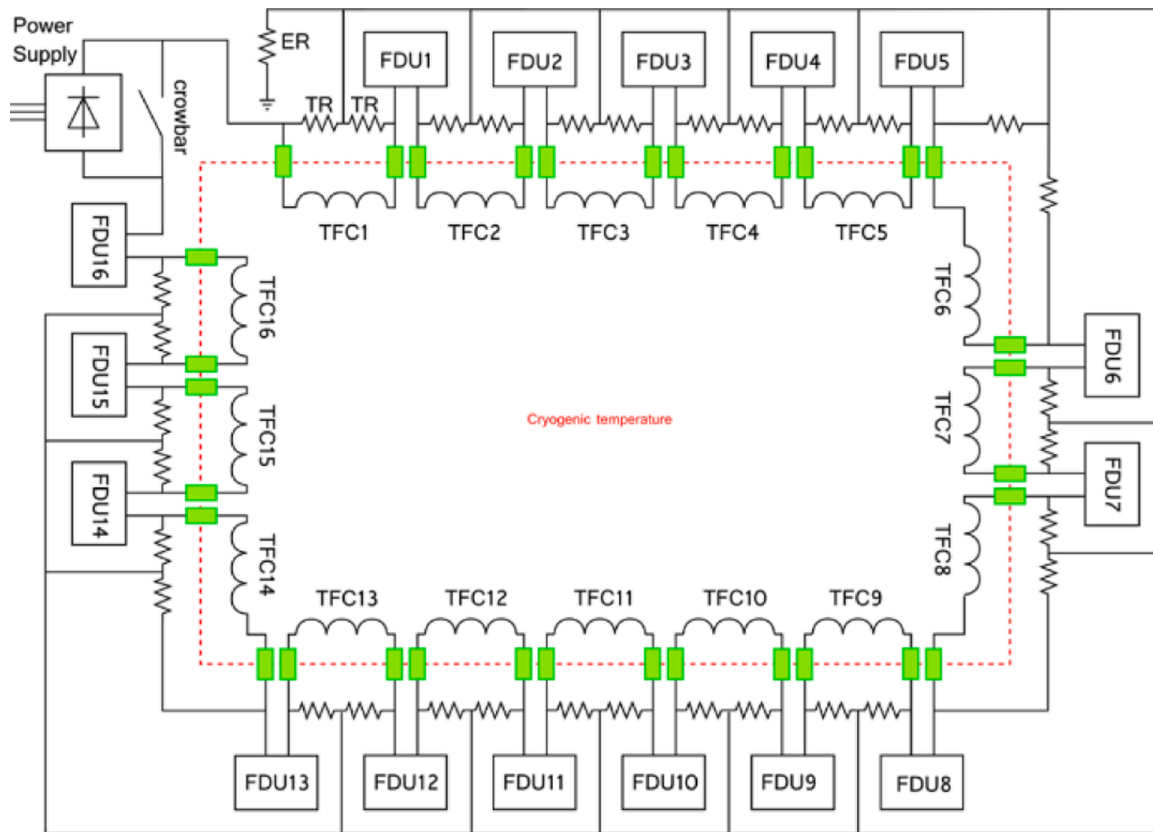 Power
Supply
crowbar
ER
TR
TR
FDU1
FDU2
FDU3
FDU4
FDU5
TFC1
TFC2
TFC3
TFC4
TFC5
FDU16
TFC16
TFC6
FDU15
FDU6
TFC15
Cryogenic temperature
TFC7
FDU14
FDU7
TFC14
TFC8
TFC13
TFC12
TFC11
TFC10
TFC9
FDU13
FDU12
FDU11
FDU10
FDU9
FDU8